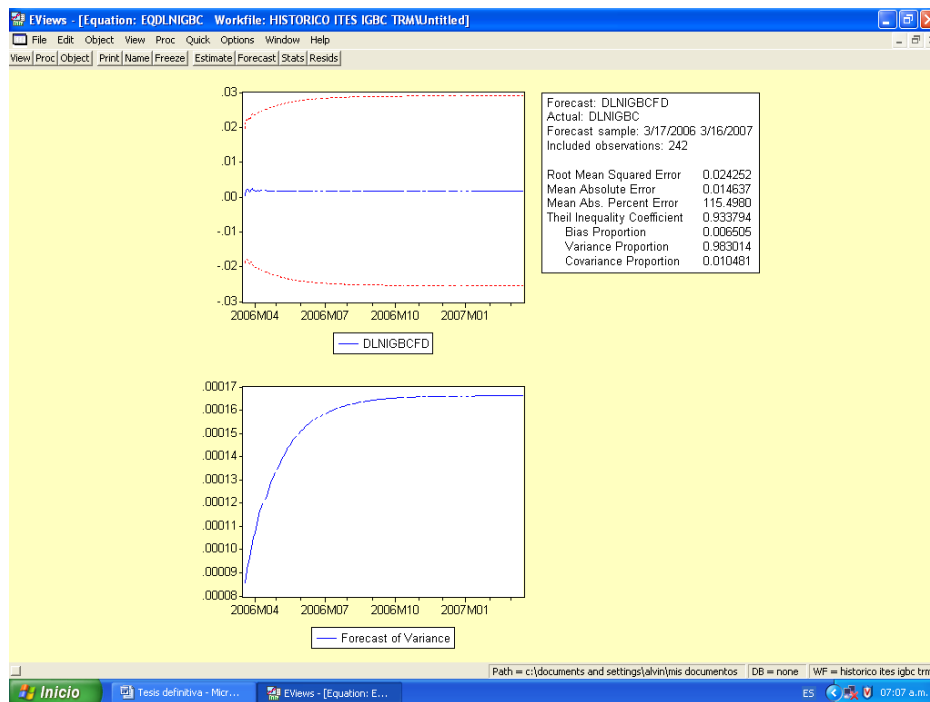 EViews - [Equation: EQDLNIGBC Workfile: HISTORICO ITES IGBC TRM\Untitled]
File Edit Object View Proc Quick Options Window Help
View Proc Object Print Name Freeze Estimate Forecast Stats Resids
.03
.02
.01
.00
-.01
-.02
-.03
2006M04 2006M07 2006M10 2007M01
DLNIGBCFD
Forecast: DLNIGBCFD
Actual: DLNIGBC
Forecast sample: 3/17/2006 3/16/2007
Included observations: 242
Root Mean Squared Error 0.024252
Mean Absolute Error 0.014637
Mean Abs. Percent Error 115.4980
Theil Inequality Coefficient 0.933794
Bias Proportion 0.006505
Variance Proportion 0.983014
Covariance Proportion 0.010481
.00017
.00016
.00015
.00014
.00013
.00012
.00011
.00010
.00009
.00008
2006M04 2006M07 2006M10 2007M01
Forecast of Variance
Path = c:\documents and settings\alvin\mis documentos DB = none WF = historico ites igbc trm
Inicio Tesis definitiva - Micr... EViews - [Equation: E... ES 07:07 a.m.